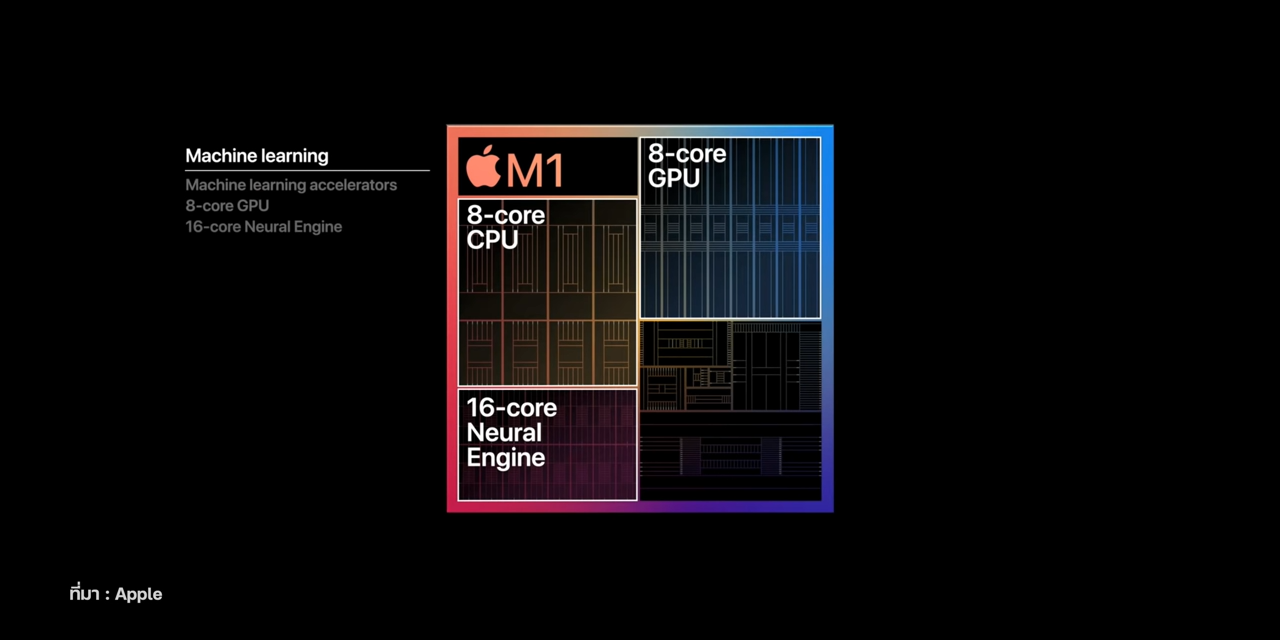 Machine learning
Machine learning accelerators
8-core GPU
16-core Neural Engine
M1
8-core
CPU
16-core
Neural
Engine
8-core
GPU
ที่มา : Apple